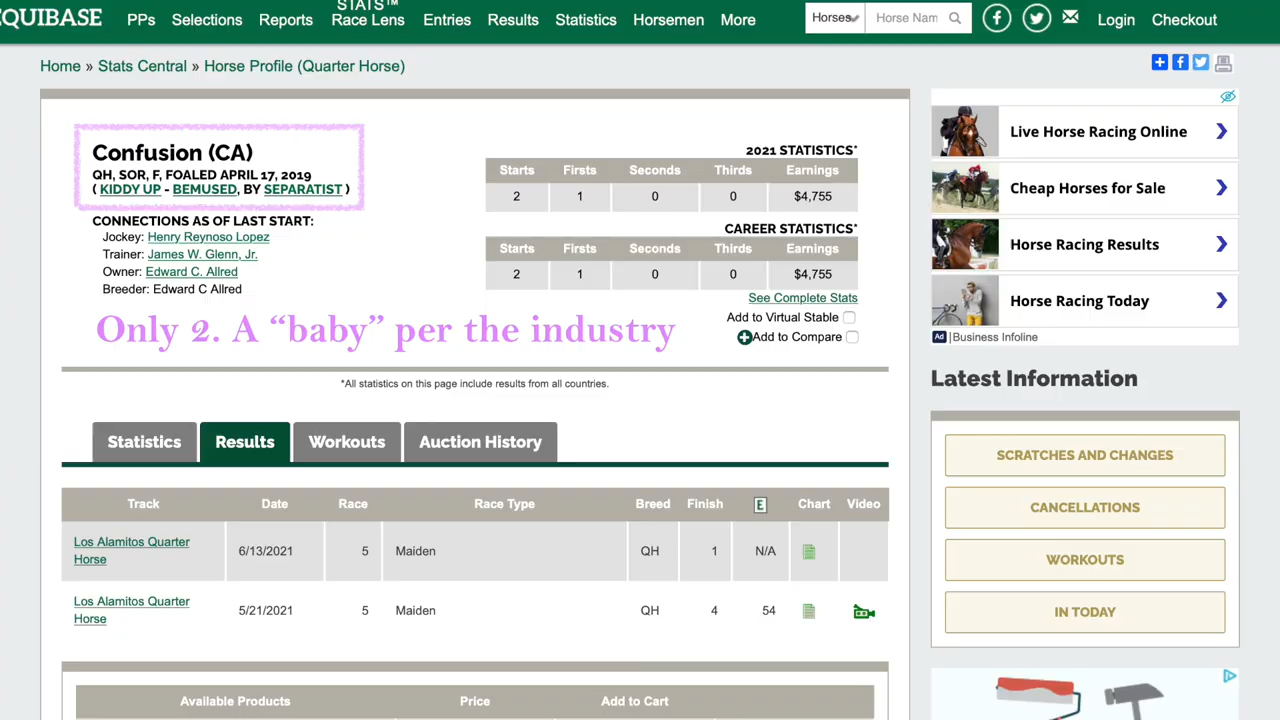 EQUIBASE
PPs Selections Reports STATS™ Race Lens Entries Results Statistics Horsemen More
Horses Horse Nam
Login Checkout
Home » Stats Central » Horse Profile (Quarter Horse)
Confusion (CA)
QH, SOR, F, FOALED APRIL 17, 2019
( KIDDY UP - BEMUSED, BY SEPARATIST )
CONNECTIONS AS OF LAST START:
Jockey: Henry Reynoso Lopez
Trainer: James W. Glenn, Jr.
Owner: Edward C. Allred
Breeder: Edward C Allred
2021 STATISTICS*
Starts Firsts Seconds Thirds Earnings
2 1 0 0 $4,755
CAREER STATISTICS*
Starts Firsts Seconds Thirds Earnings
2 1 0 0 $4,755
See Complete Stats
Add to Virtual Stable
Add to Compare
Only 2. A “baby” per the industry
*All statistics on this page include results from all countries.
Statistics Results Workouts Auction History
Track Date Race Race Type Breed Finish E Chart Video
Los Alamitos Quarter Horse 6/13/2021 5 Maiden QH 1 N/A
Los Alamitos Quarter Horse 5/21/2021 5 Maiden QH 4 54
Available Products Price Add to Cart
Live Horse Racing Online
Cheap Horses for Sale
Horse Racing Results
Horse Racing Today
Ad | Business Infoline
Latest Information
SCRATCHES AND CHANGES
CANCELLATIONS
WORKOUTS
IN TODAY